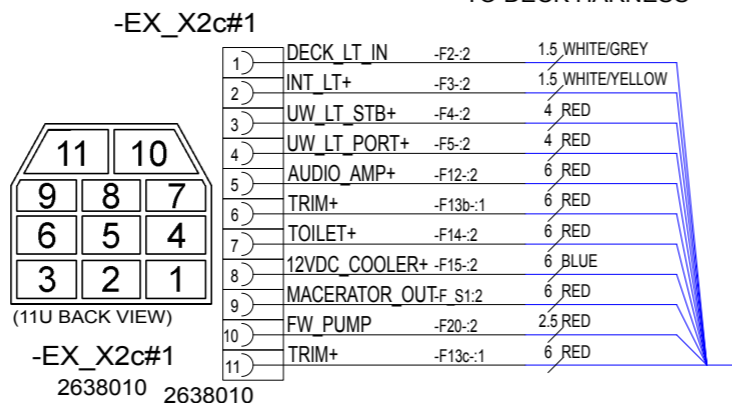 TO DECK HARNESS
-EX_X2c#1
1 DECK_LT_IN -F2-:2 1.5 WHITE/GREY
2 INT_LT+ -F3-:2 1.5 WHITE/YELLOW
3 UW_LT_STB+ -F4-:2 4 RED
4 UW_LT_PORT+ -F5-:2 4 RED
5 AUDIO_AMP+ -F12-:2 6 RED
6 TRIM+ -F13b-:1 6 RED
7 TOILET+ -F14-:2 6 RED
8 12VDC_COOLER+ -F15-:2 6 BLUE
9 MACERATOR_OUT -F_S1:2 6 RED
10 FW_PUMP -F20-:2 2.5 RED
11 TRIM+ -F13c-:1 6 RED
11 10
9 8 7
6 5 4
3 2 1
(11U BACK VIEW)
-EX_X2c#1
2638010 2638010